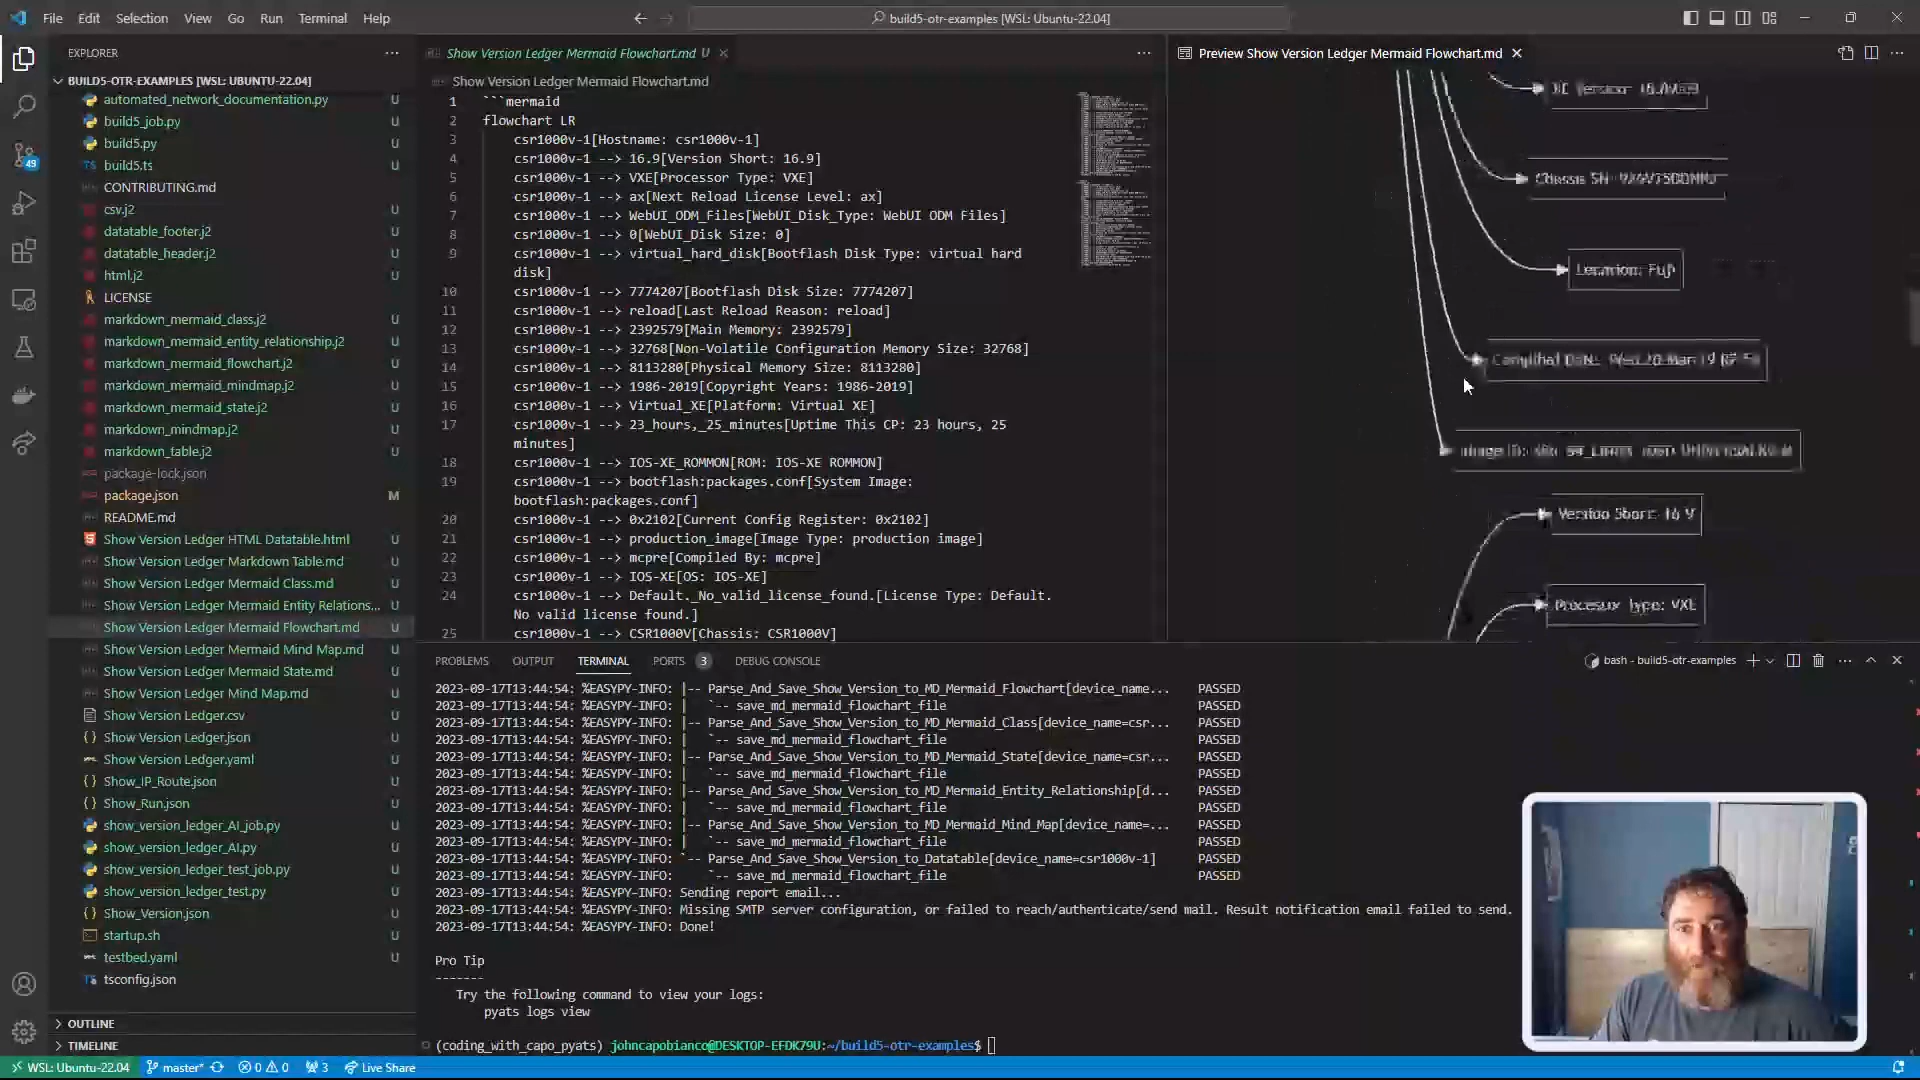 File Edit Selection View Go Run Terminal Help
build5-otr-examples [WSL: Ubuntu-22.04]
EXPLORER
BUILD5-OTR-EXAMPLES [WSL: UBUNTU-22.04]
automated_network_documentation.py U
build5_job.py U
build5.py U
build5.ts U
CONTRIBUTING.md
csv.j2 U
datatable_footer.j2 U
datatable_header.j2 U
html.j2 U
LICENSE
markdown_mermaid_class.j2 U
markdown_mermaid_entity_relationship.j2 U
markdown_mermaid_flowchart.j2 U
markdown_mermaid_mindmap.j2 U
markdown_mermaid_state.j2 U
markdown_mindmap.j2 U
markdown_table.j2 U
package-lock.json
package.json M
README.md
Show Version Ledger HTML Datatable.html U
Show Version Ledger Markdown Table.md U
Show Version Ledger Mermaid Class.md U
Show Version Ledger Mermaid Entity Relations... U
Show Version Ledger Mermaid Flowchart.md U
Show Version Ledger Mermaid Mind Map.md U
Show Version Ledger Mermaid State.md U
Show Version Ledger Mind Map.md U
Show Version Ledger.csv U
Show Version Ledger.json U
Show Version Ledger.yaml U
Show_IP_Route.json U
Show_Run.json U
show_version_ledger_AI_job.py U
show_version_ledger_AI.py U
show_version_ledger_test_job.py U
show_version_ledger_test.py U
Show_Version.json U
startup.sh U
testbed.yaml U
tsconfig.json
OUTLINE
TIMELINE
49
Show Version Ledger Mermaid Flowchart.md U
Show Version Ledger Mermaid Flowchart.md
1 ```mermaid
2 flowchart LR
3 csr1000v-1[Hostname: csr1000v-1]
4 csr1000v-1 --> 16.9[Version Short: 16.9]
5 csr1000v-1 --> VXE[Processor Type: VXE]
6 csr1000v-1 --> ax[Next Reload License Level: ax]
7 csr1000v-1 --> WebUI_ODM_Files[WebUI_Disk_Type: WebUI ODM Files]
8 csr1000v-1 --> 0[WebUI_Disk Size: 0]
9 csr1000v-1 --> virtual_hard_disk[Bootflash Disk Type: virtual hard
disk]
10 csr1000v-1 --> 7774207[Bootflash Disk Size: 7774207]
11 csr1000v-1 --> reload[Last Reload Reason: reload]
12 csr1000v-1 --> 2392579[Main Memory: 2392579]
13 csr1000v-1 --> 32768[Non-Volatile Configuration Memory Size: 32768]
14 csr1000v-1 --> 8113280[Physical Memory Size: 8113280]
15 csr1000v-1 --> 1986-2019[Copyright Years: 1986-2019]
16 csr1000v-1 --> Virtual_XE[Platform: Virtual XE]
17 csr1000v-1 --> 23_hours,_25_minutes[Uptime This CP: 23 hours, 25
minutes]
18 csr1000v-1 --> IOS-XE_ROMMON[ROM: IOS-XE ROMMON]
19 csr1000v-1 --> bootflash:packages.conf[System Image:
bootflash:packages.conf]
20 csr1000v-1 --> 0x2102[Current Config Register: 0x2102]
21 csr1000v-1 --> production_image[Image Type: production image]
22 csr1000v-1 --> mcpre[Compiled By: mcpre]
23 csr1000v-1 --> IOS-XE[OS: IOS-XE]
24 csr1000v-1 --> Default._No_valid_license_found.[License Type: Default.
No valid license found.]
25 csr1000v-1 --> CSR1000V[Chassis: CSR1000V]
Preview Show Version Ledger Mermaid Flowchart.md
Version:
Chassis SN:
Location: Fuji
Compiled Date: Wed 20-Mar-19
Image ID:
Version Short: 16.9
Processor Type: VXE
PROBLEMS OUTPUT TERMINAL PORTS 3 DEBUG CONSOLE
bash - build5-otr-examples
2023-09-17T13:44:54: %EASYPY-INFO: |-- Parse_And_Save_Show_Version_to_MD_Mermaid_Flowchart[device_name... PASSED
2023-09-17T13:44:54: %EASYPY-INFO: | `-- save_md_mermaid_flowchart_file PASSED
2023-09-17T13:44:54: %EASYPY-INFO: |-- Parse_And_Save_Show_Version_to_MD_Mermaid_Class[device_name=csr... PASSED
2023-09-17T13:44:54: %EASYPY-INFO: | `-- save_md_mermaid_flowchart_file PASSED
2023-09-17T13:44:54: %EASYPY-INFO: |-- Parse_And_Save_Show_Version_to_MD_Mermaid_State[device_name=csr... PASSED
2023-09-17T13:44:54: %EASYPY-INFO: | `-- save_md_mermaid_flowchart_file PASSED
2023-09-17T13:44:54: %EASYPY-INFO: |-- Parse_And_Save_Show_Version_to_MD_Mermaid_Entity_Relationship[d... PASSED
2023-09-17T13:44:54: %EASYPY-INFO: | `-- save_md_mermaid_flowchart_file PASSED
2023-09-17T13:44:54: %EASYPY-INFO: |-- Parse_And_Save_Show_Version_to_MD_Mermaid_Mind_Map[device_name=... PASSED
2023-09-17T13:44:54: %EASYPY-INFO: | `-- save_md_mermaid_flowchart_file PASSED
2023-09-17T13:44:54: %EASYPY-INFO: `-- Parse_And_Save_Show_Version_to_Datatable[device_name=csr1000v-1] PASSED
2023-09-17T13:44:54: %EASYPY-INFO: `-- save_md_mermaid_flowchart_file PASSED
2023-09-17T13:44:54: %EASYPY-INFO: Sending report email...
2023-09-17T13:44:54: %EASYPY-INFO: Missing SMTP server configuration, or failed to reach/authenticate/send mail. Result notification email failed to send.
2023-09-17T13:44:54: %EASYPY-INFO: Done!
Pro Tip
-------
Try the following command to view your logs:
pyats logs view
(coding_with_capo_pyats) johncapobianco@DESKTOP-EFDK79U:~/build5-otr-examples$
WSL: Ubuntu-22.04 master* 0 0 3 Live Share